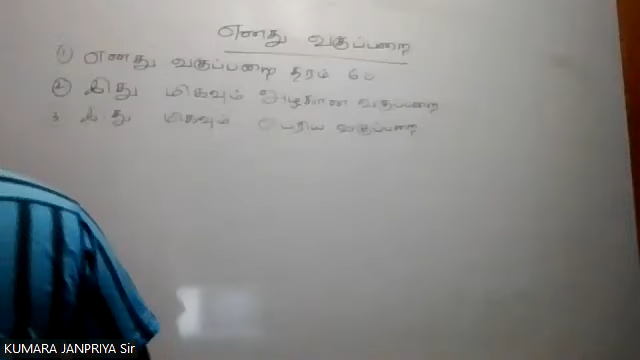 எனது வகுப்பறை
① எனது வகுப்பறை தரம் 6C
② இது மிகவும் அழகான வகுப்பறை
3 இது மிகவும் பெரிய வகுப்பறை
KUMARA JANPRIYA Sir